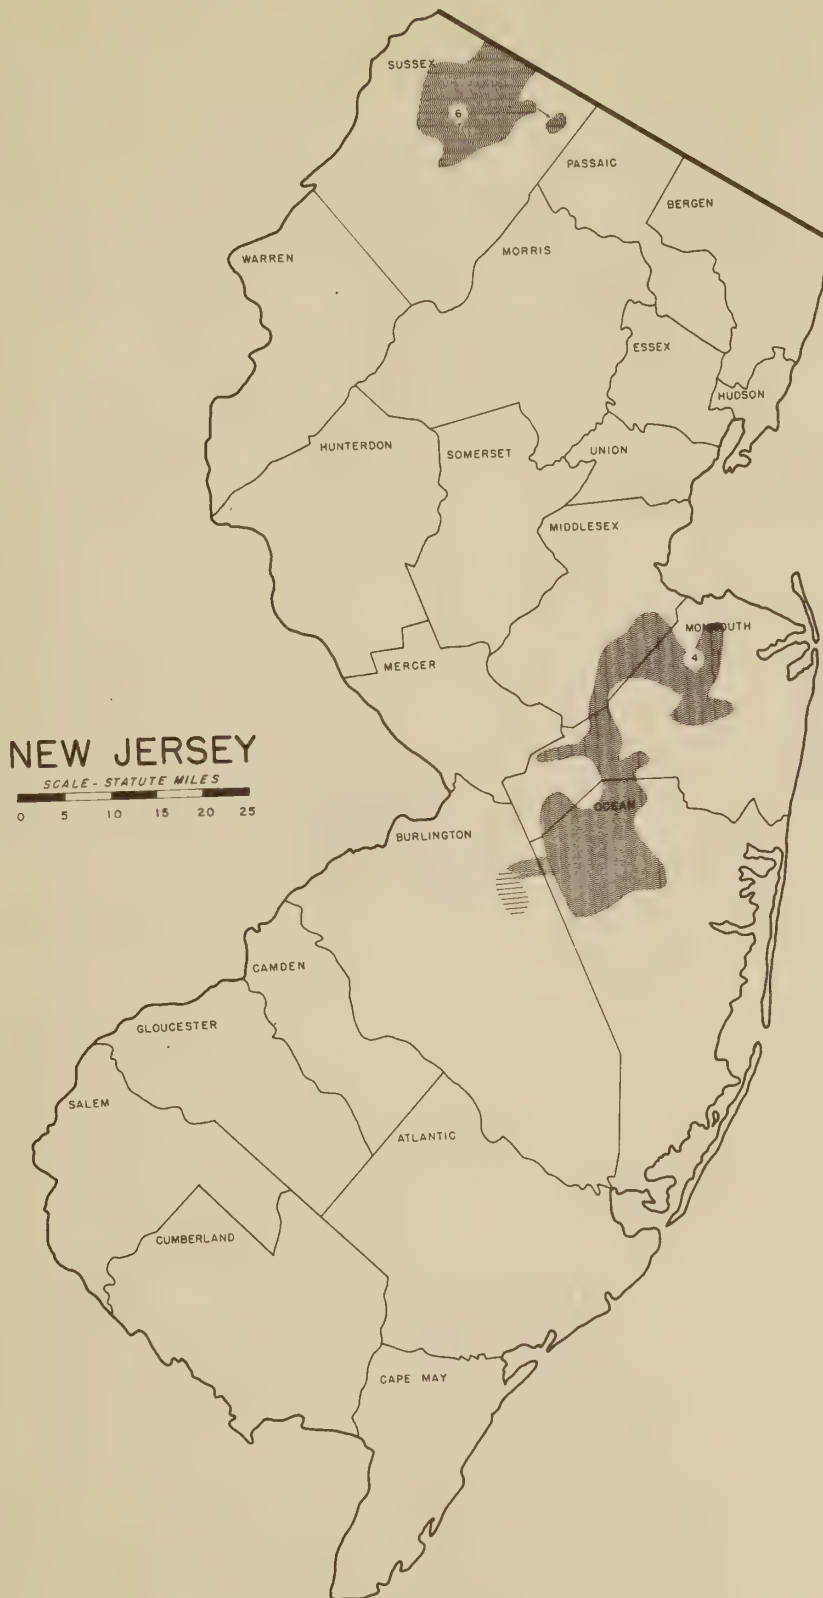 SUSSEX
6
PASSAIC
BERGEN
WARREN
MORRIS
ESSEX
HUDSON
HUNTERDON
SOMERSET
UNION
MIDDLESEX
MONMOUTH
4
MERCER
NEW JERSEY
SCALE - STATUTE MILES
0 5 10 15 20 25
OCEAN
BURLINGTON
CAMDEN
GLOUCESTER
SALEM
ATLANTIC
CUMBERLAND
CAPE MAY